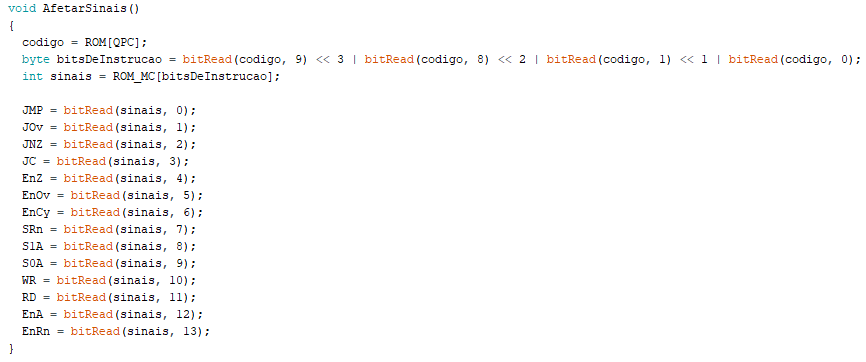 void AfetarSinais()
{
  codigo = ROM[QPC];
  byte bitsDeInstrucao = bitRead(codigo, 9) << 3 | bitRead(codigo, 8) << 2 | bitRead(codigo, 1) << 1 | bitRead(codigo, 0);
  int sinais = ROM_MC[bitsDeInstrucao];

  JMP = bitRead(sinais, 0);
  JOv = bitRead(sinais, 1);
  JNZ = bitRead(sinais, 2);
  JC = bitRead(sinais, 3);
  EnZ = bitRead(sinais, 4);
  EnOv = bitRead(sinais, 5);
  EnCy = bitRead(sinais, 6);
  SRn = bitRead(sinais, 7);
  S1A = bitRead(sinais, 8);
  S0A = bitRead(sinais, 9);
  WR = bitRead(sinais, 10);
  RD = bitRead(sinais, 11);
  EnA = bitRead(sinais, 12);
  EnRn = bitRead(sinais, 13);
}